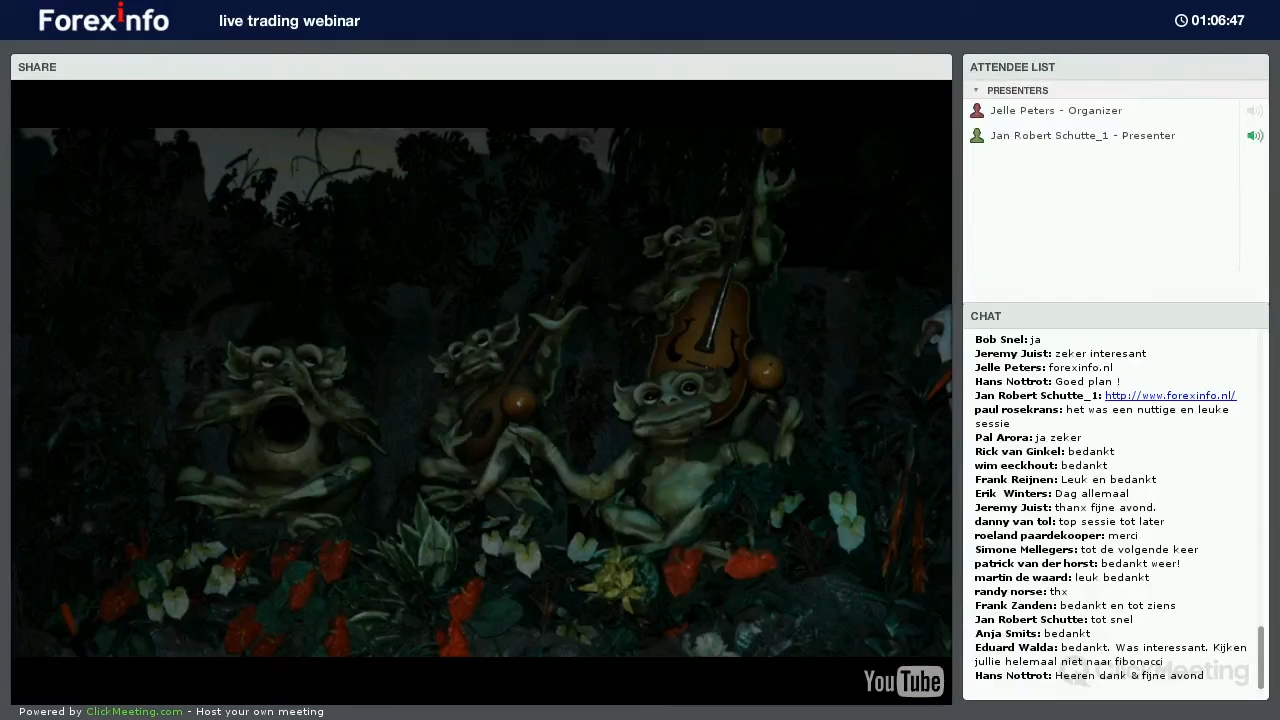 Forexinfo live trading webinar 01:06:47
SHARE
ATTENDEE LIST
PRESENTERS
Jelle Peters - Organizer
Jan Robert Schutte_1 - Presenter
CHAT
Bob Snel: ja
Jeremy Juist: zeker interesant
Jelle Peters: forexinfo.nl
Hans Nottrot: Goed plan !
Jan Robert Schutte_1: http://www.forexinfo.nl/
paul rosekrans: het was een nuttige en leuke
sessie
Pal Arora: ja zeker
Rick van Ginkel: bedankt
wim eeckhout: bedankt
Frank Reijnen: Leuk en bedankt
Erik Winters: Dag allemaal
Jeremy Juist: thanx fijne avond.
danny van tol: top sessie tot later
roeland paardekooper: merci
Simone Mellegers: tot de volgende keer
patrick van der horst: bedankt weer!
martin de waard: leuk bedankt
randy norse: thx
Frank Zanden: bedankt en tot ziens
Jan Robert Schutte: tot snel
Anja Smits: bedankt
Eduard Walda: bedankt. Was interessant. Kijken
jullie helemaal niet naar fibonacci
Hans Nottrot: Heeren dank & fijne avond
ClickMeeting
YouTube
Powered by ClickMeeting.com - Host your own meeting